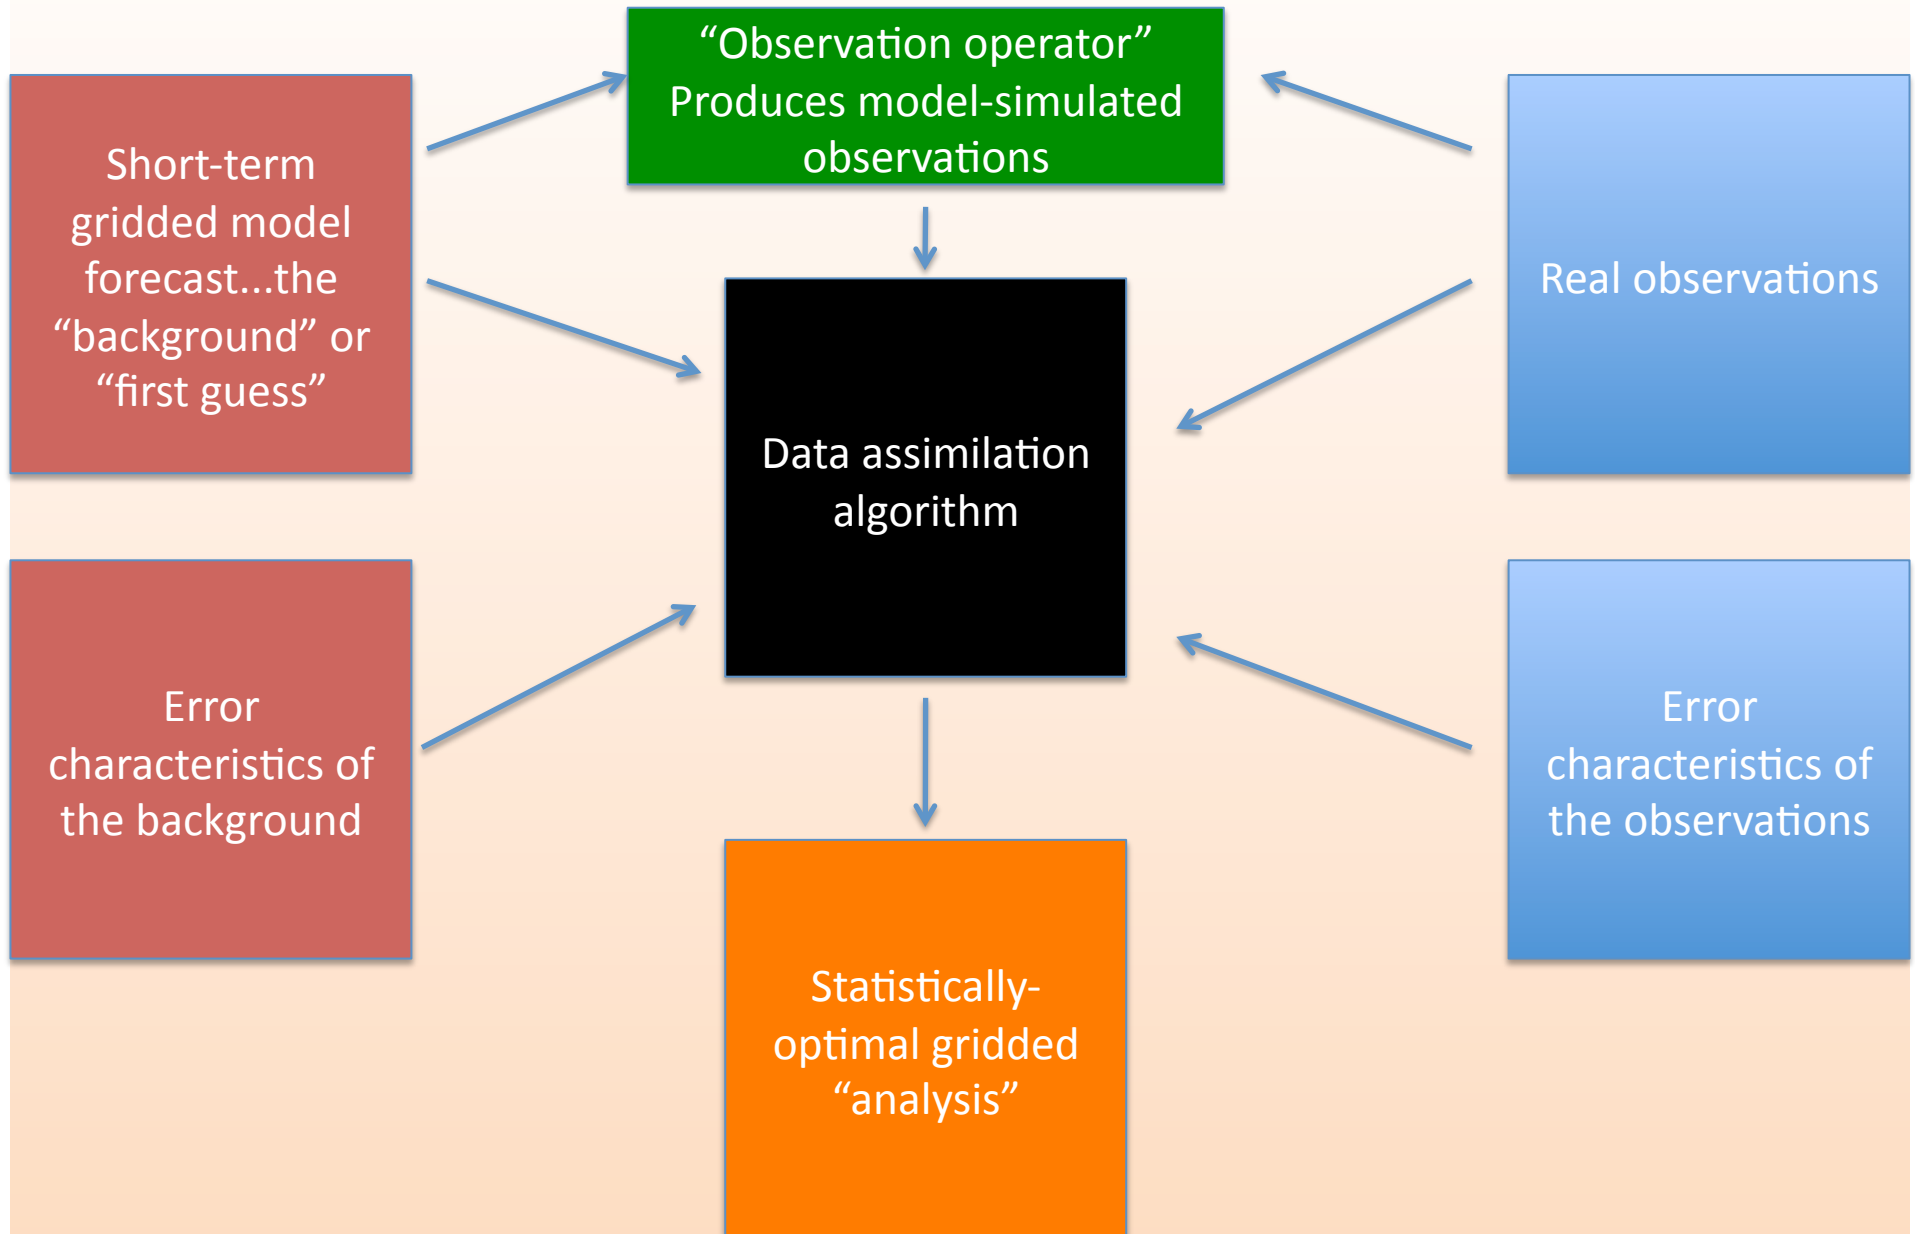 “Observation operator”
Produces model-simulated
observations
Short-term
gridded model
forecast...the
“background” or
“first guess”
Real observations
Data assimilation
algorithm
Error
characteristics of
the background
Error
characteristics of
the observations
Statistically-
optimal gridded
“analysis”